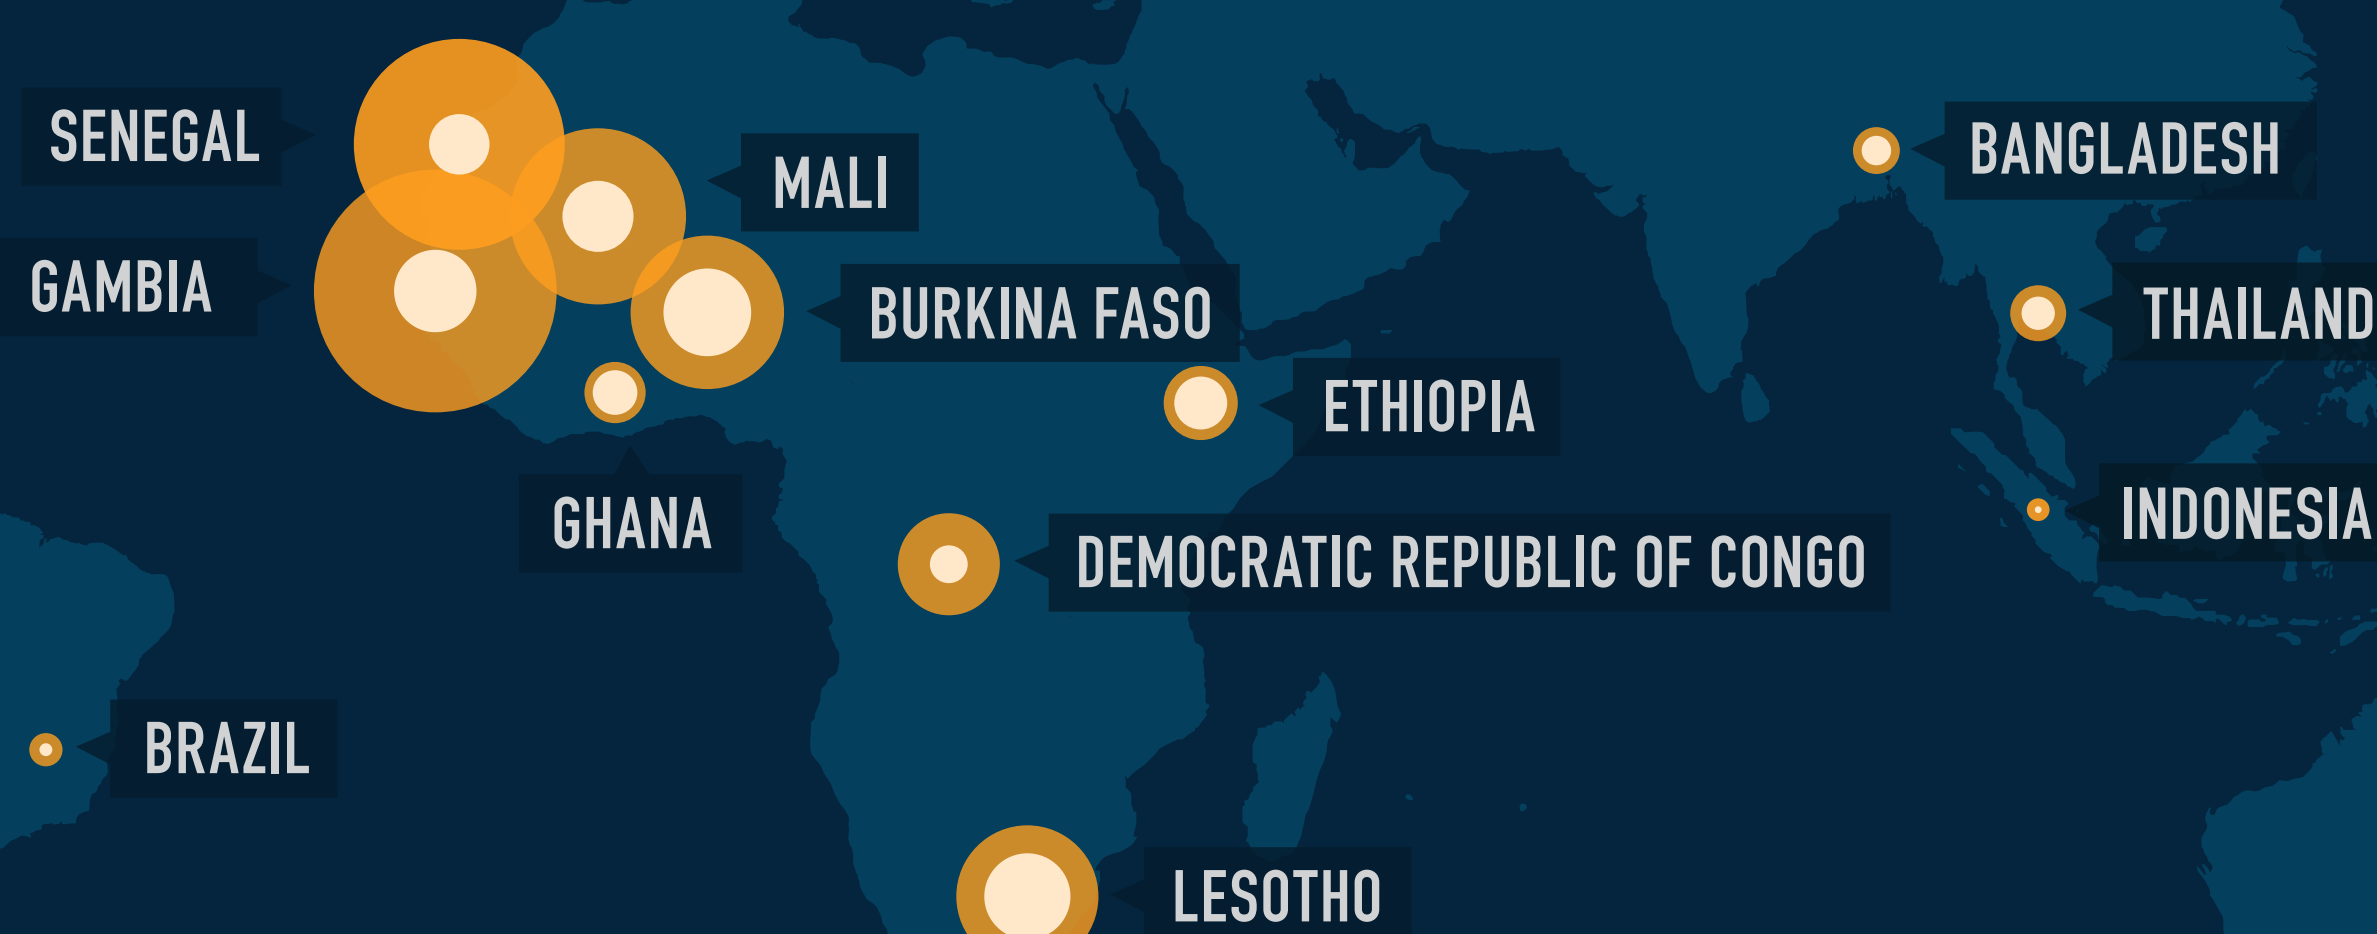 SENEGAL
BANGLADESH
MALI
GAMBIA
BURKINA FASO
THAILAND
ETHIOPIA
GHANA
INDONESIA
DEMOCRATIC REPUBLIC OF CONGO
BRAZIL
LESOTHO